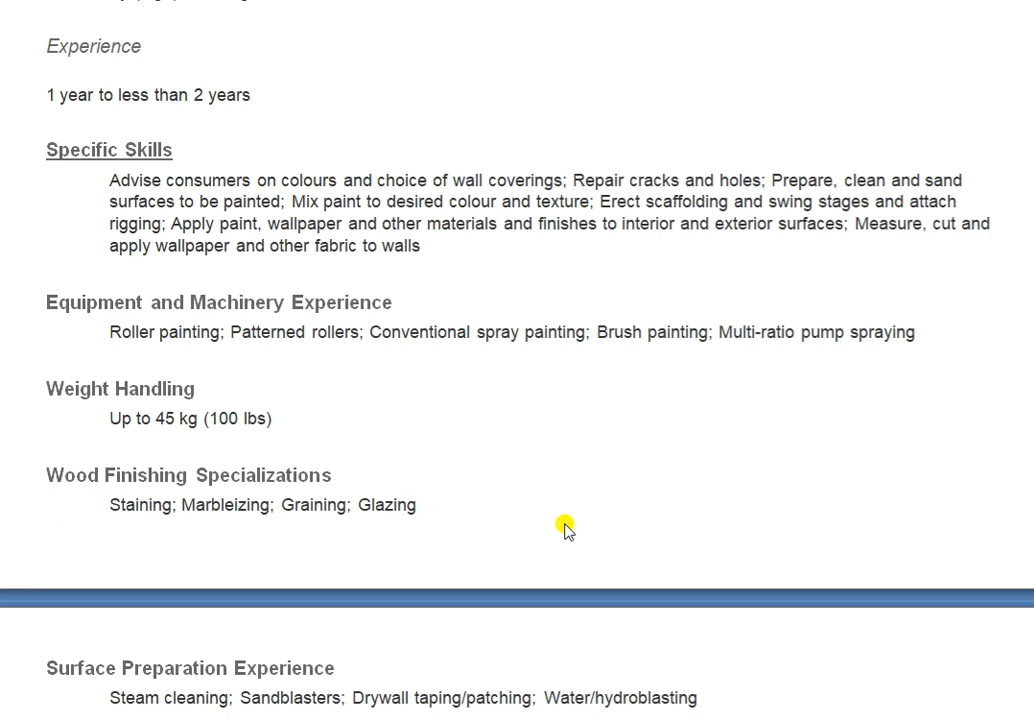 Experience
1 year to less than 2 years
Specific Skills
Advise consumers on colours and choice of wall coverings; Repair cracks and holes; Prepare, clean and sand
surfaces to be painted; Mix paint to desired colour and texture; Erect scaffolding and swing stages and attach
rigging; Apply paint, wallpaper and other materials and finishes to interior and exterior surfaces; Measure, cut and
apply wallpaper and other fabric to walls
Equipment and Machinery Experience
Roller painting; Patterned rollers; Conventional spray painting; Brush painting; Multi-ratio pump spraying
Weight Handling
Up to 45 kg (100 lbs)
Wood Finishing Specializations
Staining; Marbleizing; Graining; Glazing
Surface Preparation Experience
Steam cleaning; Sandblasters; Drywall taping/patching; Water/hydroblasting